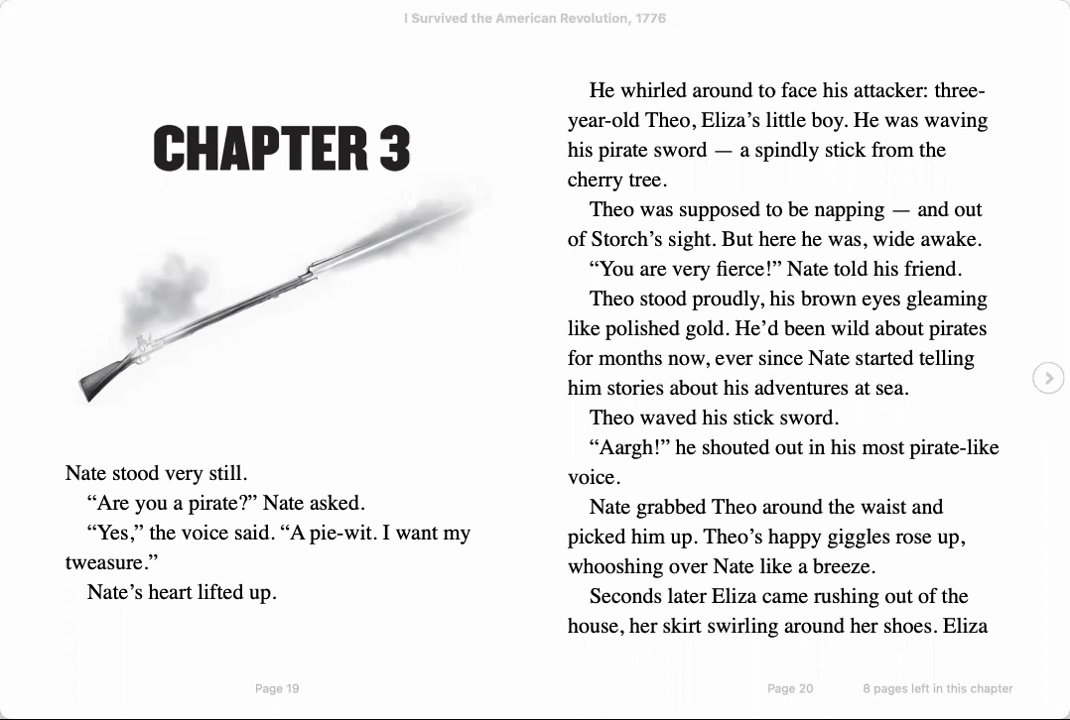 I Survived the American Revolution, 1776
CHAPTER 3
Nate stood very still.
“Are you a pirate?” Nate asked.
“Yes,” the voice said. “A pie-wit. I want my
tweasure.”
Nate’s heart lifted up.
Page 19
He whirled around to face his attacker: three-
year-old Theo, Eliza’s little boy. He was waving
his pirate sword — a spindly stick from the
cherry tree.
Theo was supposed to be napping — and out
of Storch’s sight. But here he was, wide awake.
“You are very fierce!” Nate told his friend.
Theo stood proudly, his brown eyes gleaming
like polished gold. He’d been wild about pirates
for months now, ever since Nate started telling
him stories about his adventures at sea.
Theo waved his stick sword.
“Aargh!” he shouted out in his most pirate-like
voice.
Nate grabbed Theo around the waist and
picked him up. Theo’s happy giggles rose up,
whooshing over Nate like a breeze.
Seconds later Eliza came rushing out of the
house, her skirt swirling around her shoes. Eliza
Page 20
8 pages left in this chapter